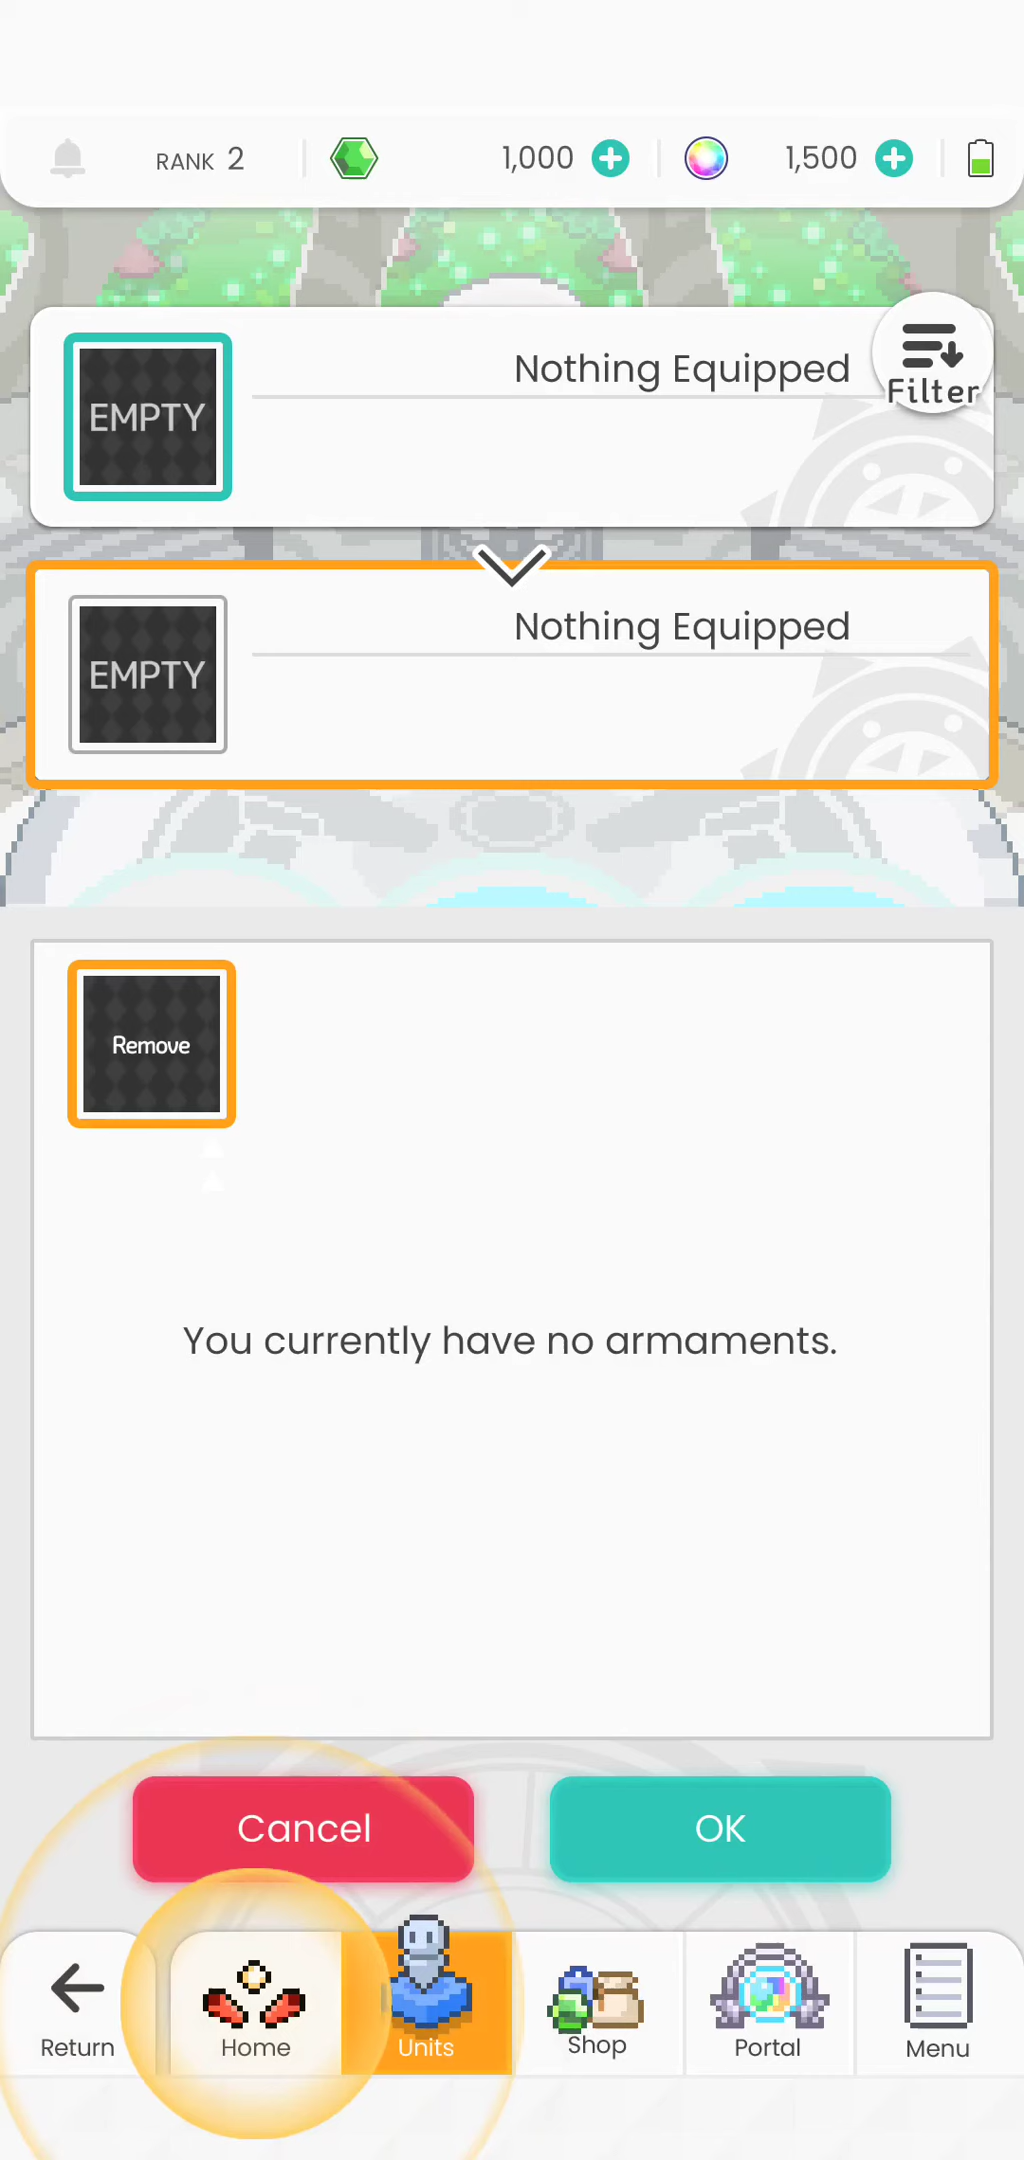 RANK 2
1,000
1,500
Nothing Equipped
Filter
EMPTY
Nothing Equipped
EMPTY
Remove
You currently have no armaments.
Cancel
OK
Return
Home
Units
Shop
Portal
Menu